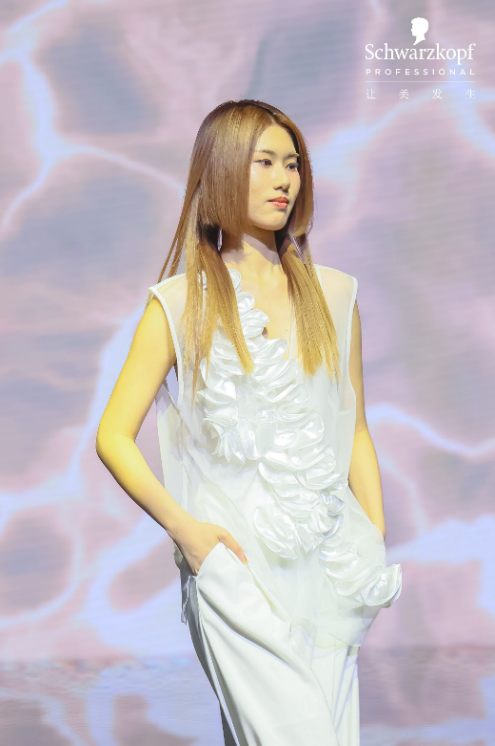 Schwarzkopf
PROFESSIONAL
让美发生